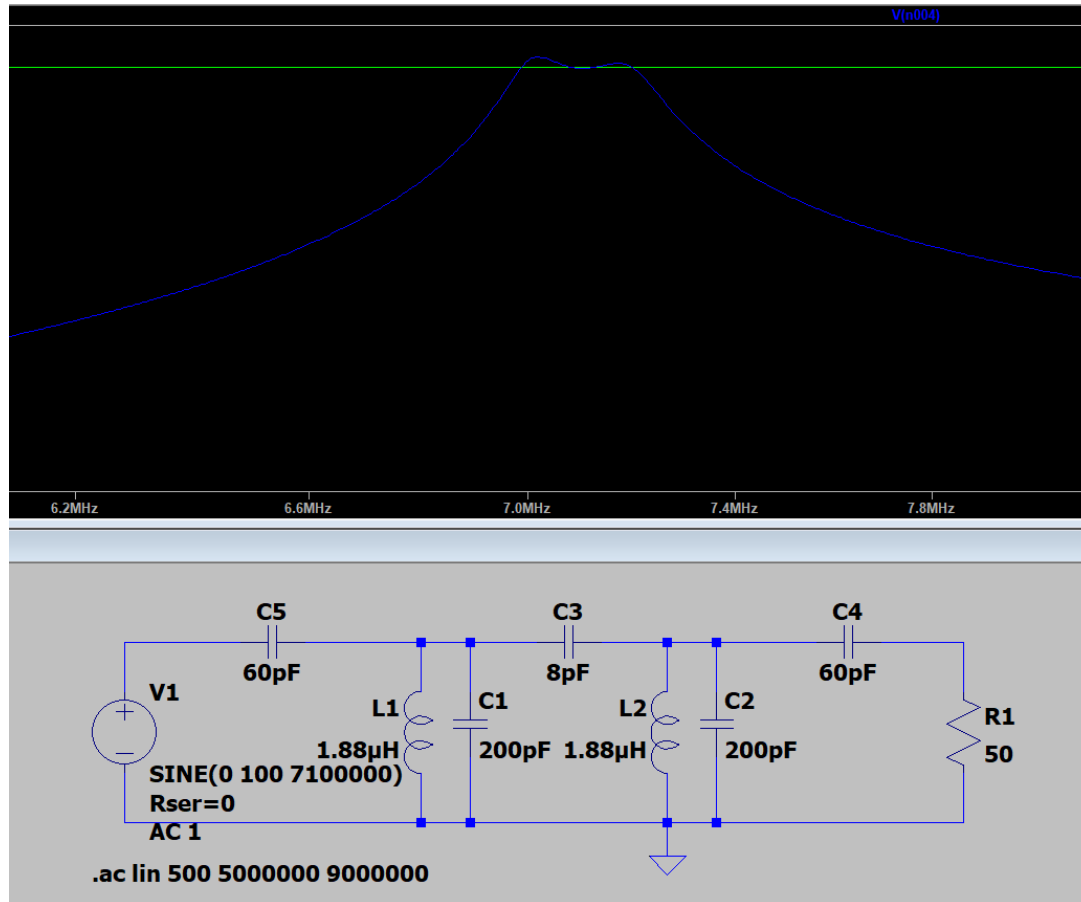 V(n004)
6.2MHz 6.6MHz 7.0MHz 7.4MHz 7.8MHz
C5 C3 C4
60pF 8pF 60pF
V1 L1 C1 L2 C2 R1
1.88µH 200pF 1.88µH 200pF 50
SINE(0 100 7100000)
Rser=0
AC 1
.ac lin 500 5000000 9000000